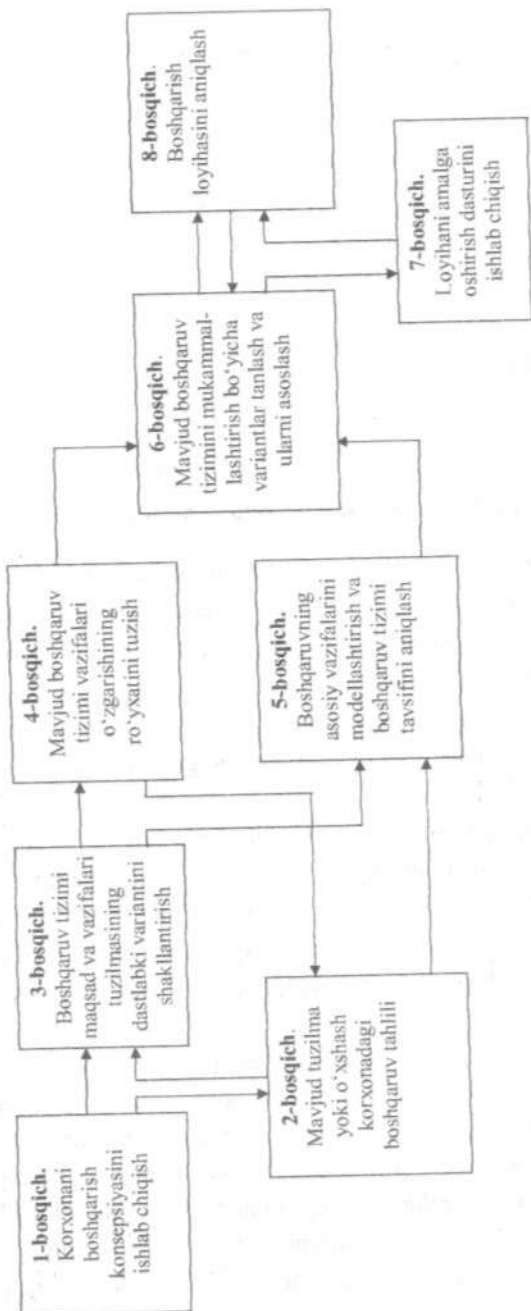 1-bosqich.
Korxonani
boshqarish
konsepsiyasini
ishlab chiqish
2-bosqich.
Mavjud tuzilma
yoki o‘xshash
korxonadagi
boshqaruv tahlili
3-bosqich.
Boshqaruv tizimi
maqsad va vazifalari
tuzilmasining
dastlabki variantini
shakllantirish
4-bosqich.
Mavjud boshqaruv
tizimi vazifalari
o‘zgarishining
ro‘yxatini tuzish
5-bosqich.
Boshqaruvning
asosiy vazifalarini
modellashtirish va
boshqaruv tizimi
tavsifini aniqlash
6-bosqich.
Mavjud boshqaruv
tizimini mukammal-
lashtirish bo‘yicha
variantlar tanlash va
ularni asoslash
7-bosqich.
Loyihani amalga
oshirish dasturini
ishlab chiqish
8-bosqich.
Boshqarish
loyihasini aniqlash